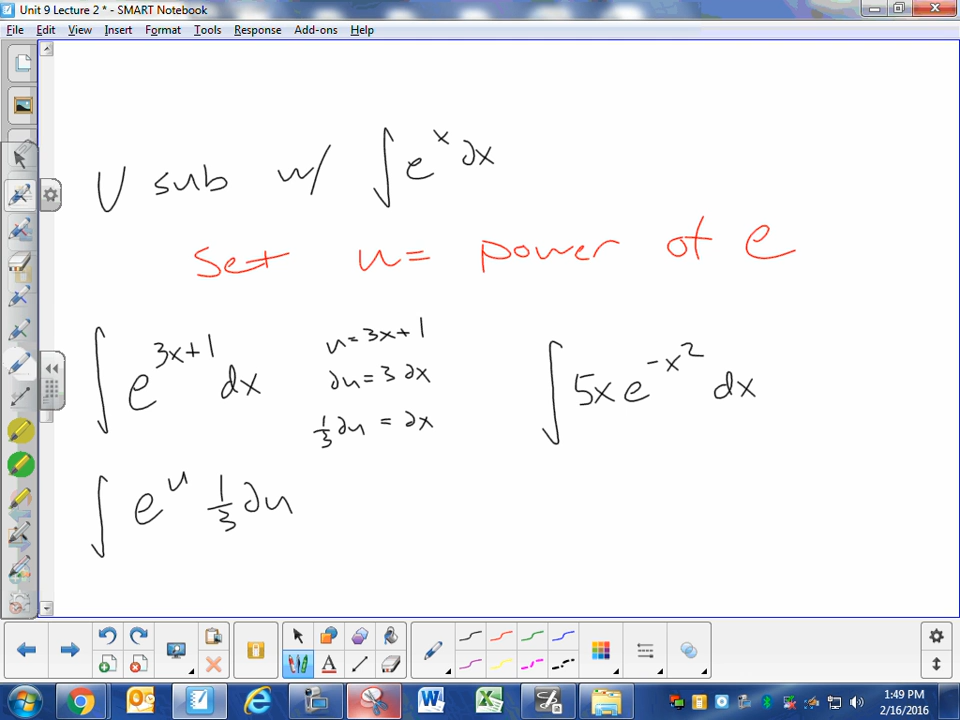 Unit 9 Lecture 2 * - SMART Notebook
File Edit View Insert Format Tools Response Add-ons Help
U sub w/ ∫e^x dx
Set u= power of e
∫e^(3x+1) dx
u=3x+1
du=3 dx
1/3 du = dx
∫e^u 1/3 du
∫5xe^(-x^2) dx
1:49 PM
2/16/2016